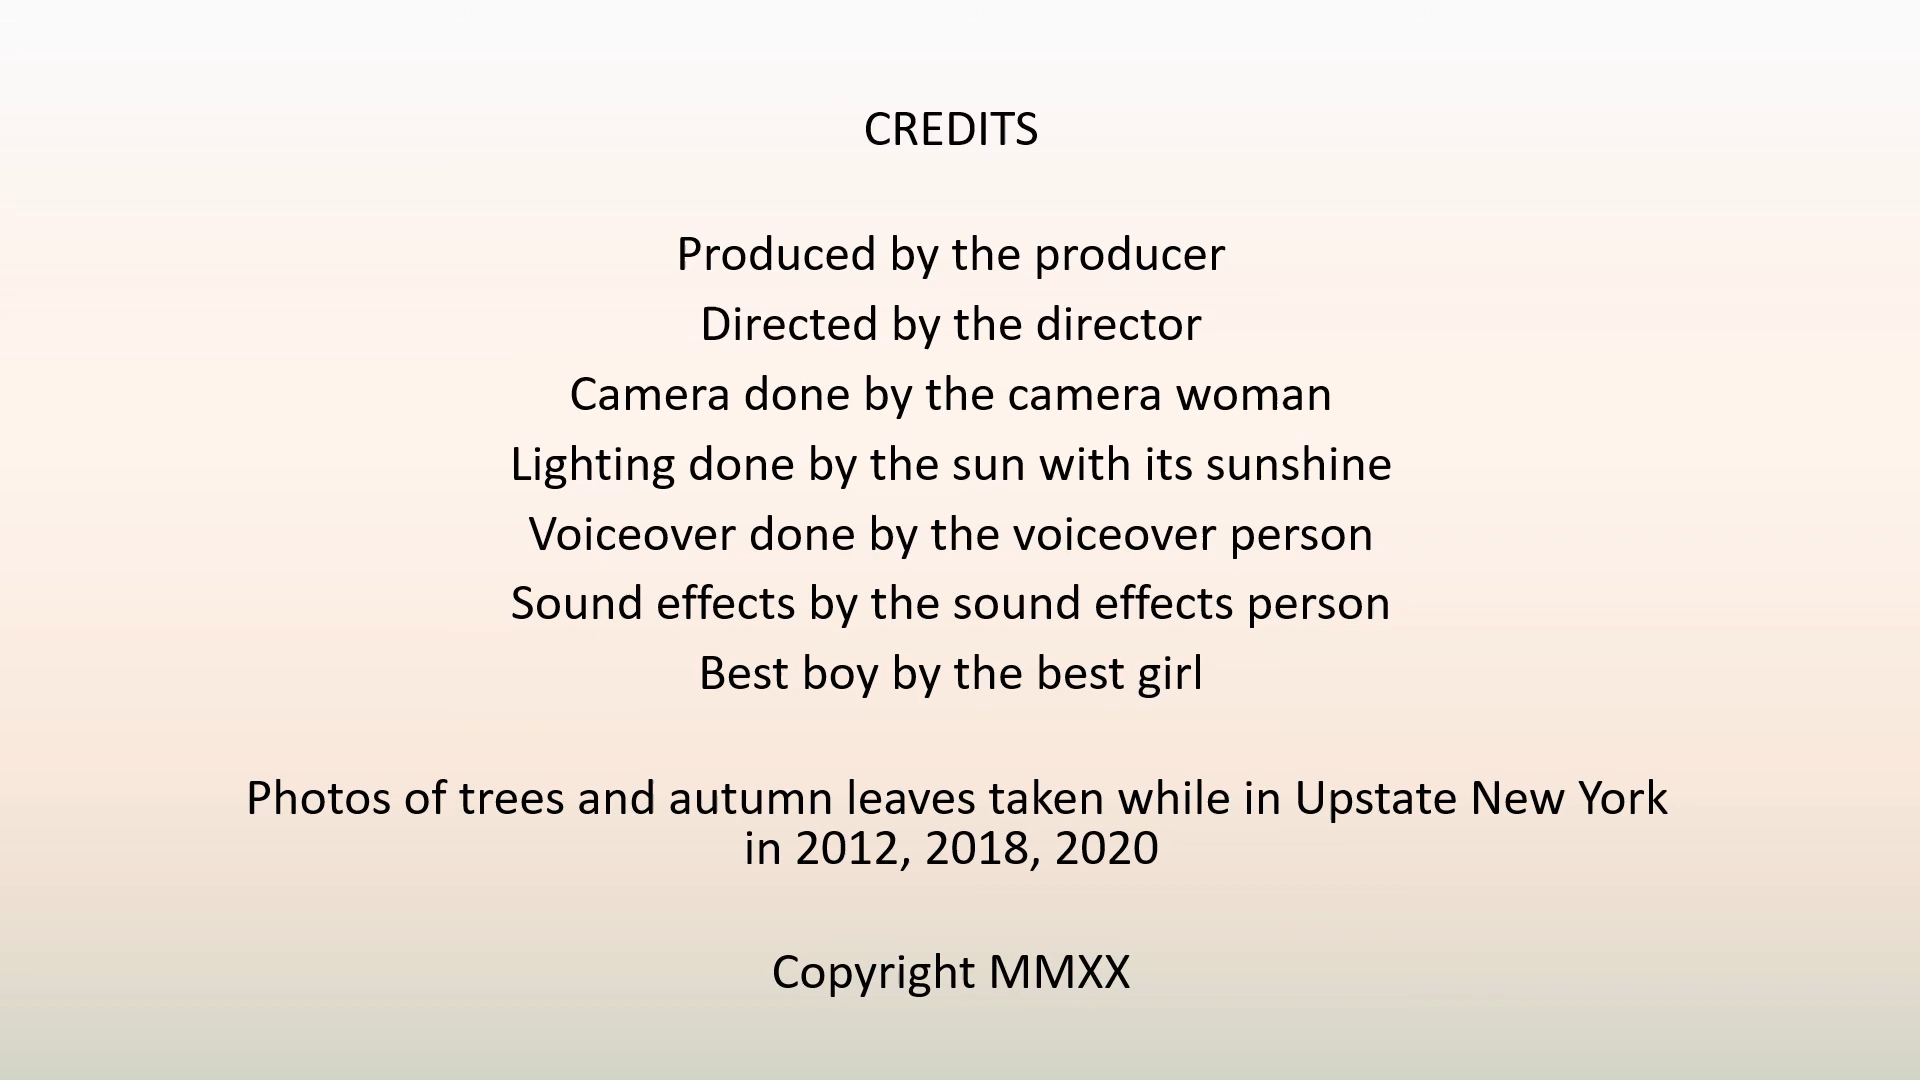 CREDITS
Produced by the producer
Directed by the director
Camera done by the camera woman
Lighting done by the sun with its sunshine
Voiceover done by the voiceover person
Sound effects by the sound effects person
Best boy by the best girl
Photos of trees and autumn leaves taken while in Upstate New York
in 2012, 2018, 2020
Copyright MMXX